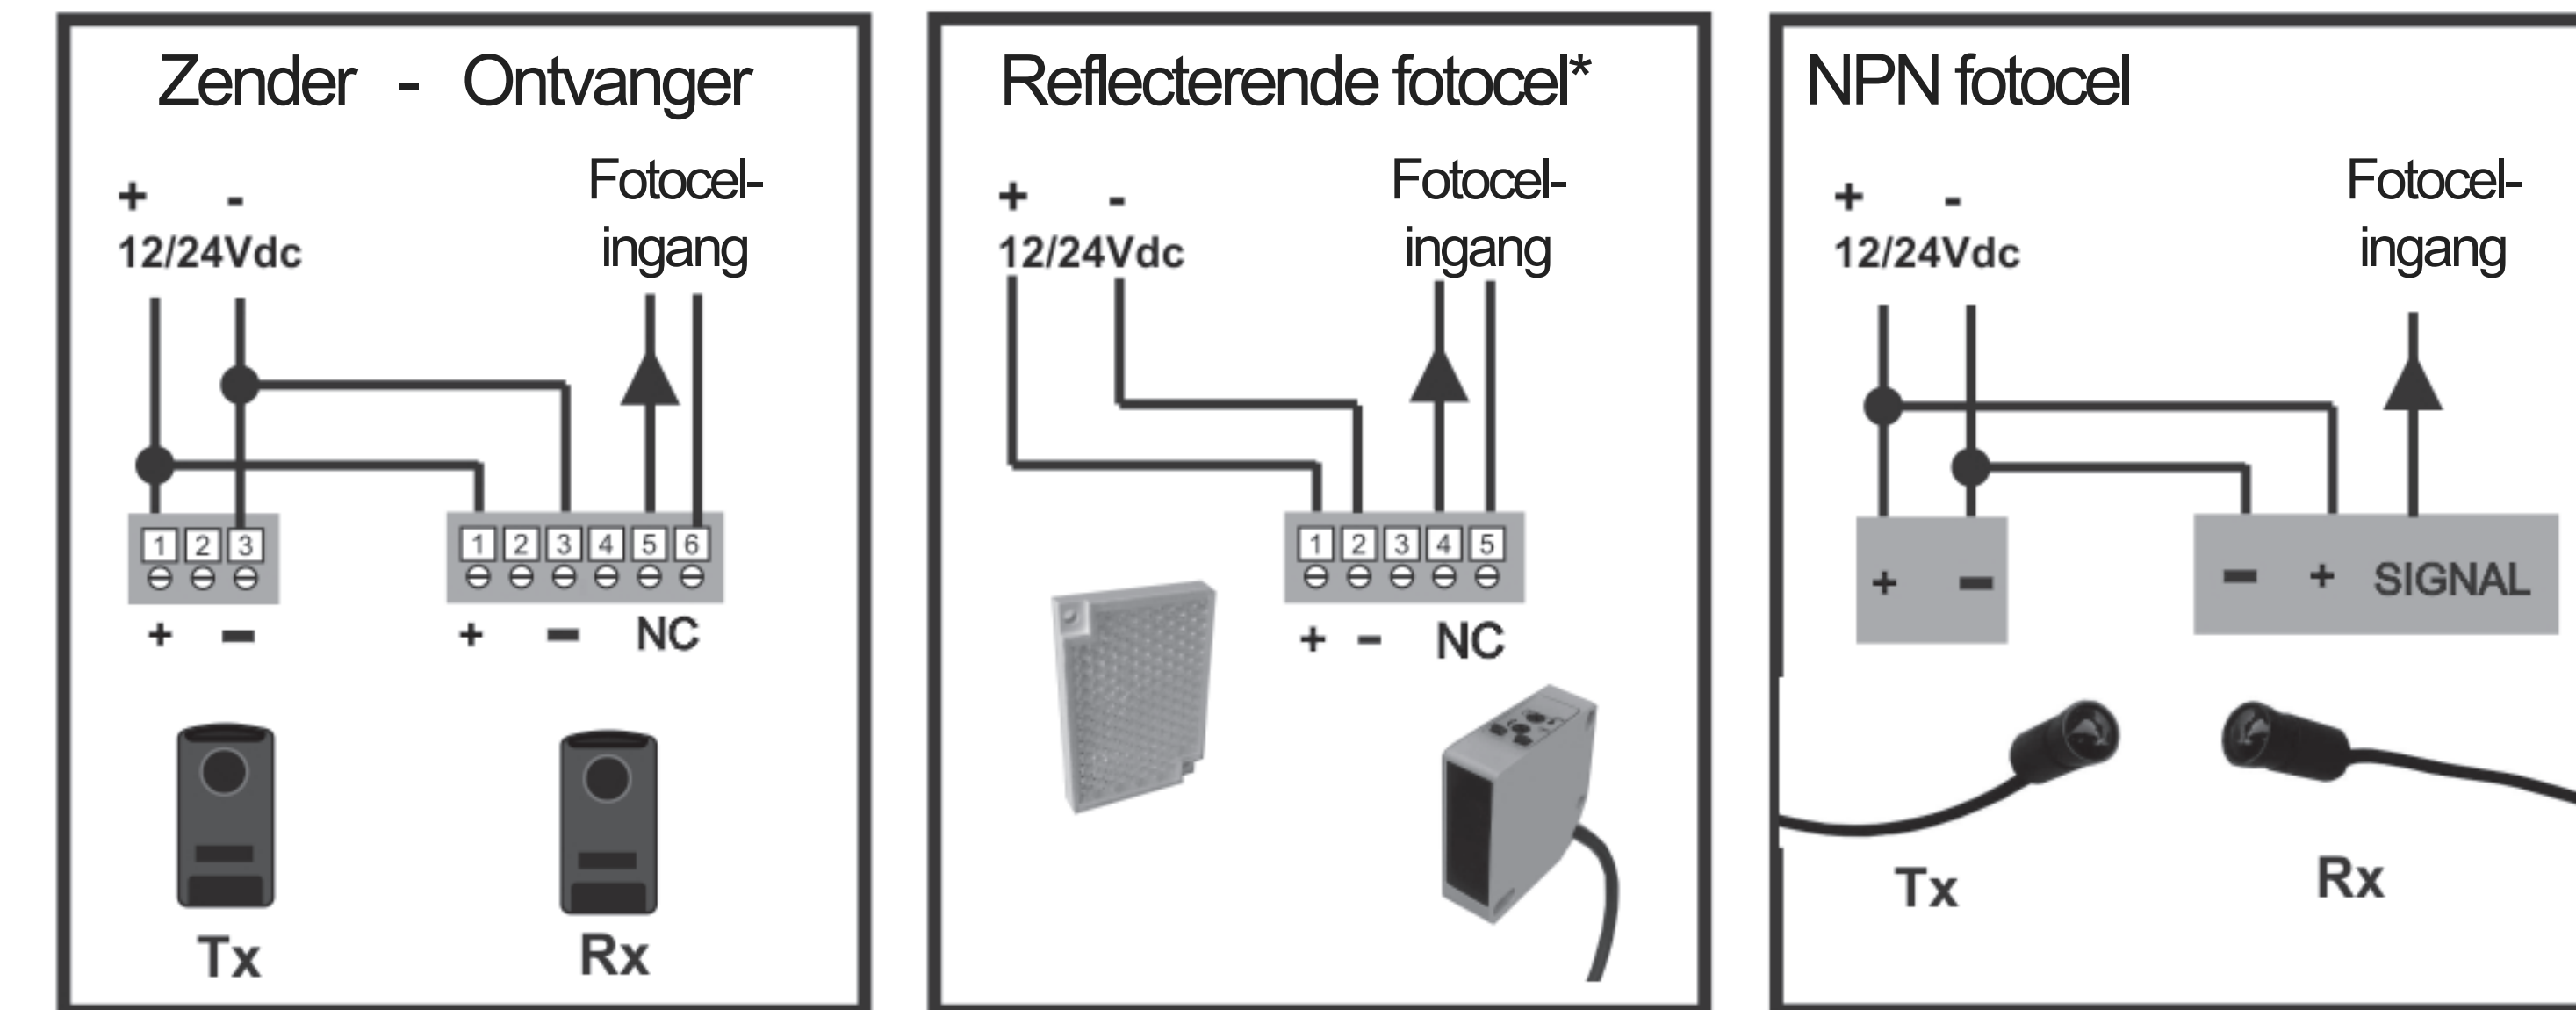 Zender - Ontvanger
+ -
12/24Vdc
Fotocel-
ingang
1 2 3
+ −
1 2 3 4 5 6
+ − NC
Tx
Rx
Reflecterende fotocel*
+ -
12/24Vdc
Fotocel-
ingang
1 2 3 4 5
+ - NC
NPN fotocel
+ -
12/24Vdc
Fotocel-
ingang
+ −
− + SIGNAL
Tx
Rx